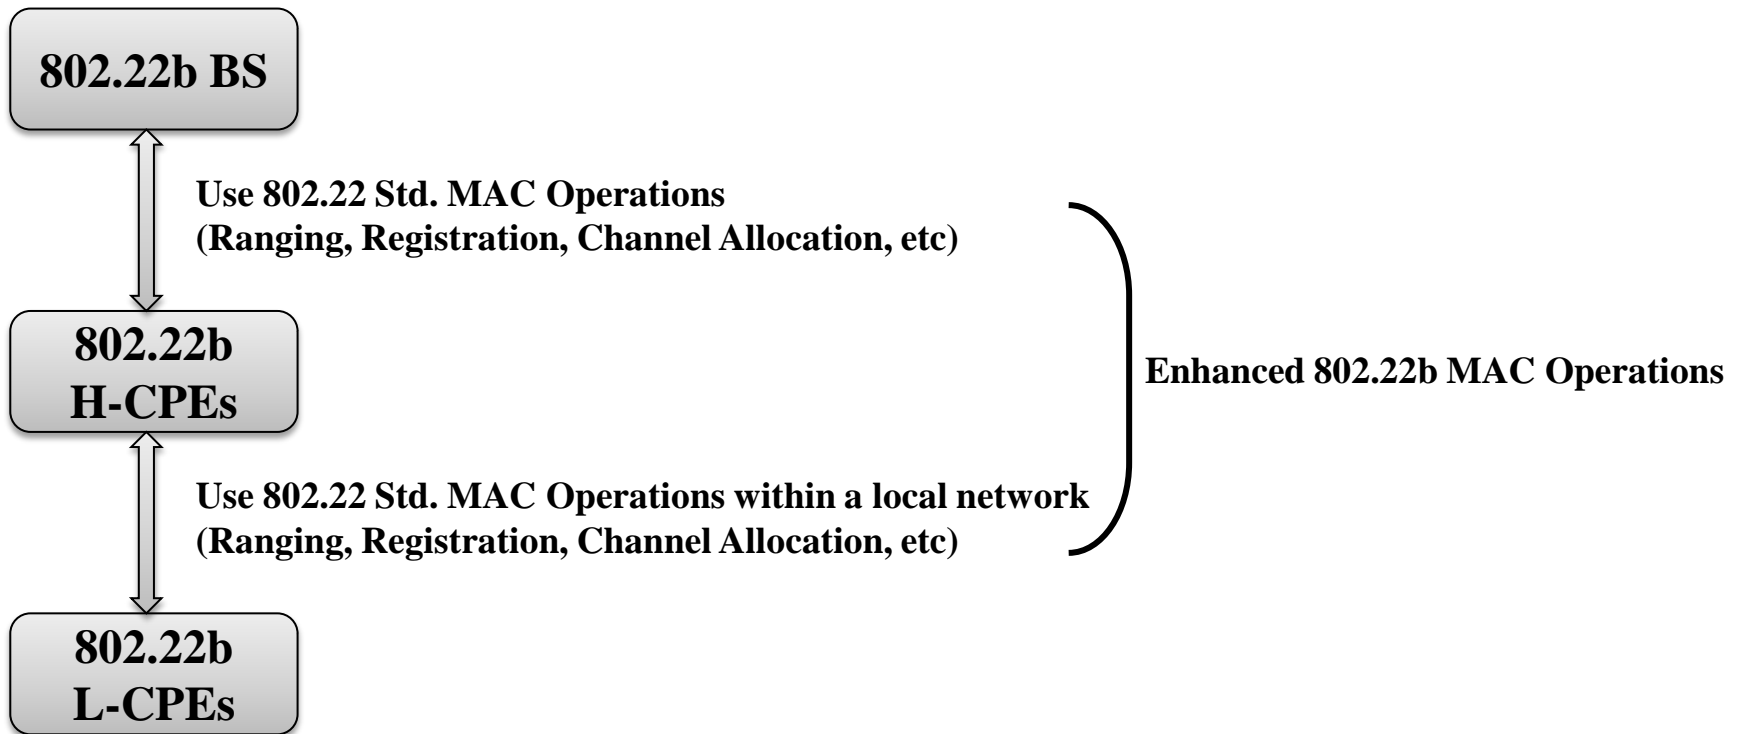 802.22b BS
Use 802.22 Std. MAC Operations
(Ranging, Registration, Channel Allocation, etc)
802.22b
H-CPEs
Enhanced 802.22b MAC Operations
Use 802.22 Std. MAC Operations within a local network
(Ranging, Registration, Channel Allocation, etc)
802.22b
L-CPEs